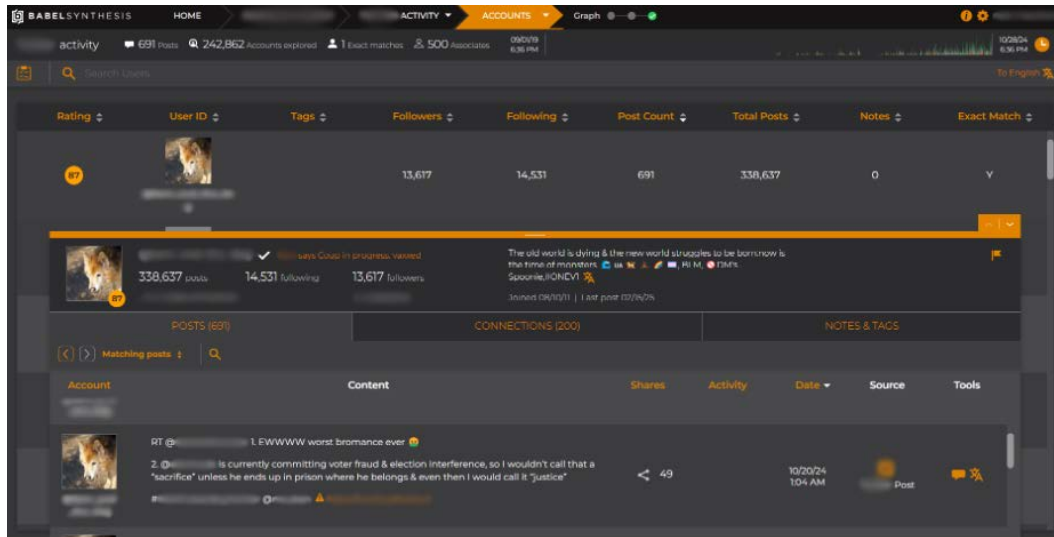 BABELSYNTHESIS HOME ACTIVITY ACCOUNTS Graph
activity 691 Posts 242,862 Accounts explored 1 Exact matches 500 Associates 6:36 PM 10/28/24 6:36 PM
Search Users To English
Rating User ID Tags Followers Following Post Count Total Posts Notes Exact Match
87 13,617 14,531 691 338,637 0 Y
says Coup in progress
338,637 posts 14,531 following 13,617 followers
87
The old world is dying & the new world struggles to be born:now is
the time of monsters. BLM, DM's
Joined 08/10/11 | Last post
POSTS (691) CONNECTIONS (200) NOTES & TAGS
Matching posts
Account Content Shares Activity Date Source Tools
RT @ 1. EWWWW worst bromance ever
2. @ is currently committing voter fraud & election interference, so I wouldn't call that a
"sacrifice" unless he ends up in prison where he belongs & even then I would call it "justice"
# @
49 10/20/24
1:04 AM
Post